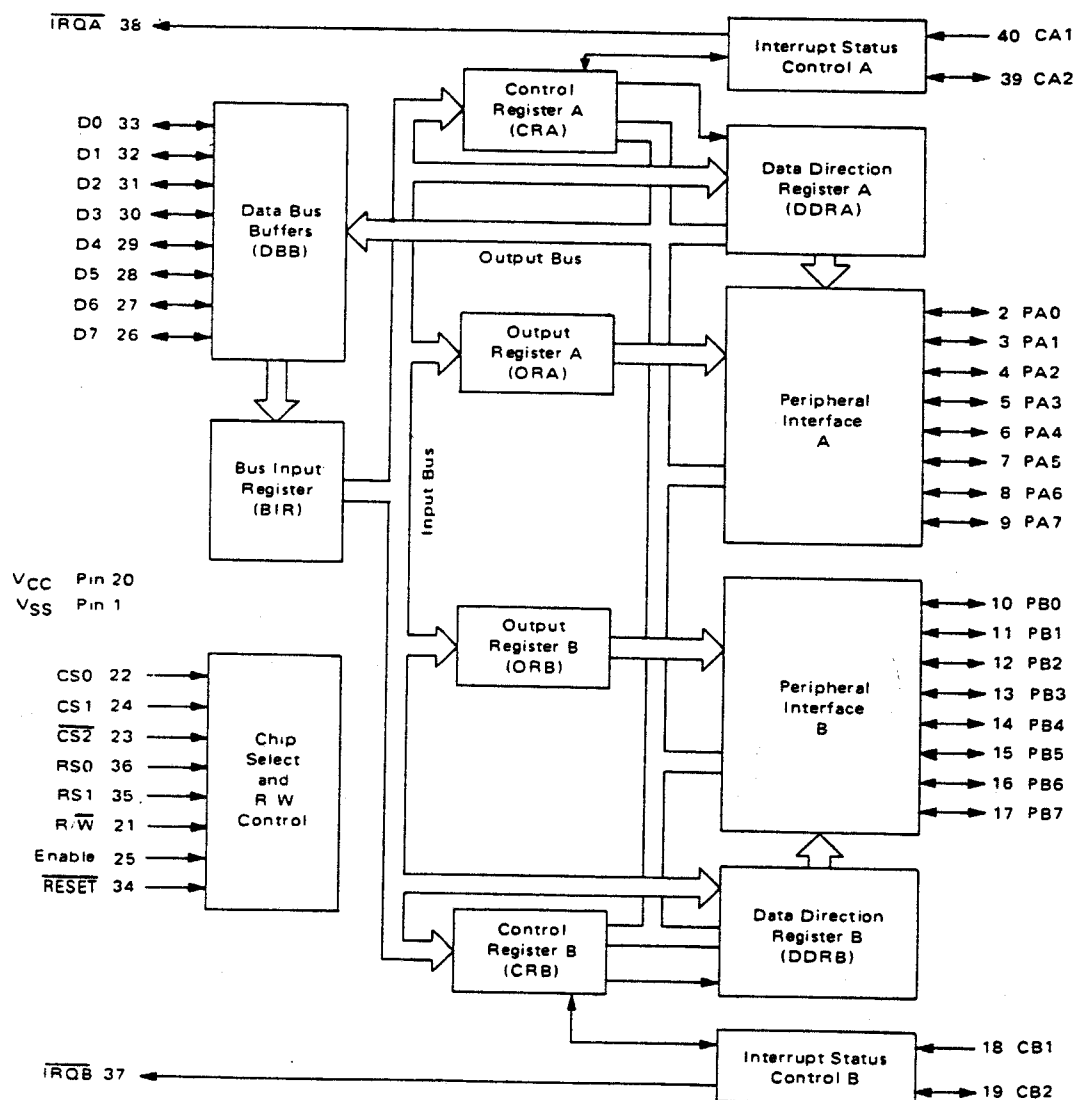 IRQA 38
Interrupt Status
Control A
40 CA1
39 CA2
Control
Register A
(CRA)
D0 33
D1 32
D2 31
D3 30
D4 29
D5 28
D6 27
D7 26
Data Bus
Buffers
(DBB)
Data Direction
Register A
(DDRA)
Output Bus
Output
Register A
(ORA)
Peripheral
Interface
A
2 PA0
3 PA1
4 PA2
5 PA3
6 PA4
7 PA5
8 PA6
9 PA7
Bus Input
Register
(BIR)
Input Bus
VCC Pin 20
VSS Pin 1
Output
Register B
(ORB)
Peripheral
Interface
B
10 PB0
11 PB1
12 PB2
13 PB3
14 PB4
15 PB5
16 PB6
17 PB7
CS0 22
CS1 24
CS2 23
RS0 36
RS1 35
R/W 21
Enable 25
RESET 34
Chip
Select
and
R W
Control
Control
Register B
(CRB)
Data Direction
Register B
(DDRB)
Interrupt Status
Control B
18 CB1
19 CB2
IRQB 37